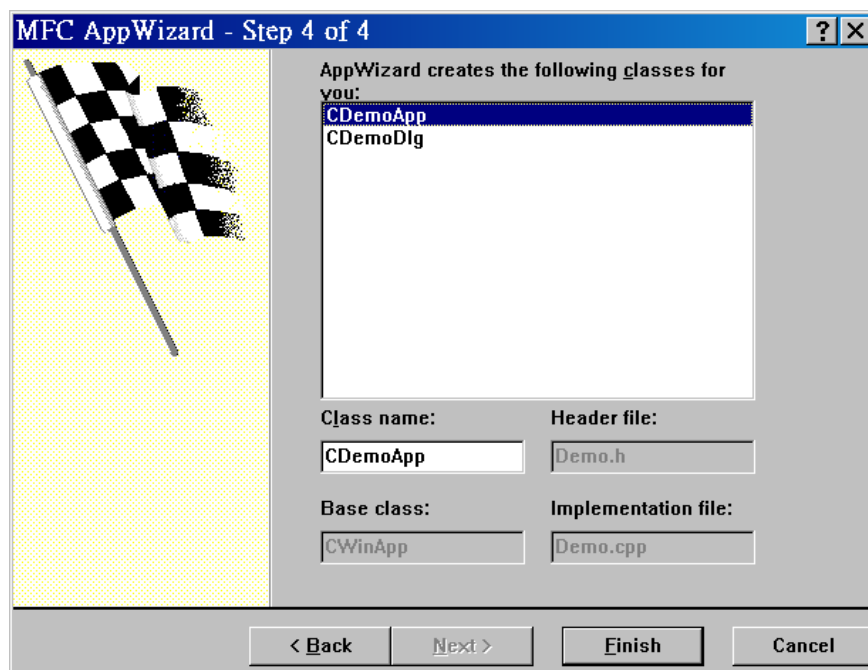 MFC AppWizard - Step 4 of 4
AppWizard creates the following classes for
you:
CDemoApp
CDemoDlg
Class name:
Header file:
CDemoApp
Demo.h
Base class:
Implementation file:
CWinApp
Demo.cpp
< Back
Next >
Finish
Cancel